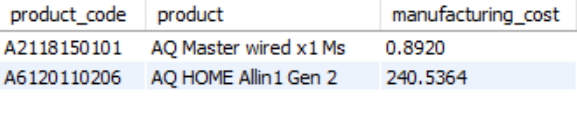 product_code product manufacturing_cost
A2118150101 AQ Master wired x1 Ms 0.8920
A6120110206 AQ HOME Allin1 Gen 2 240.5364